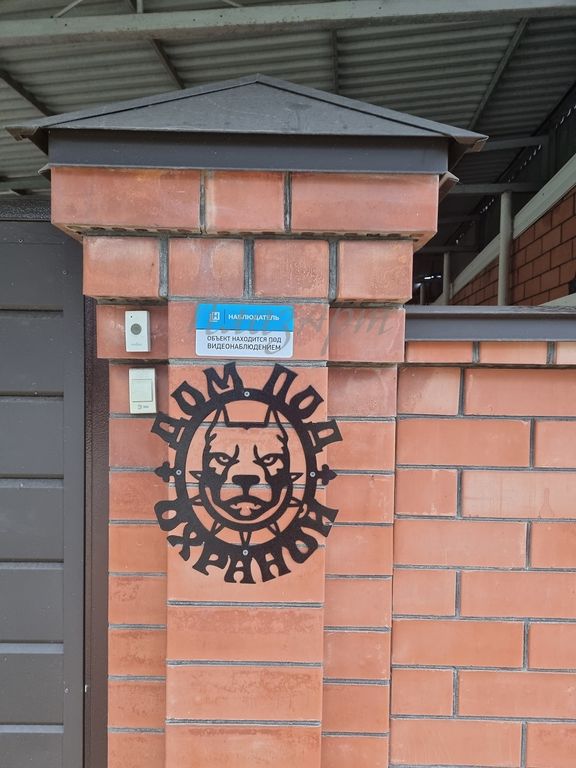 НАБЛЮДАТЕЛЬ
ОБЪЕКТ НАХОДИТСЯ ПОД
ВИДЕОНАБЛЮДЕНИЕМ
ДОМ ПОД
ОХРАНОЙ